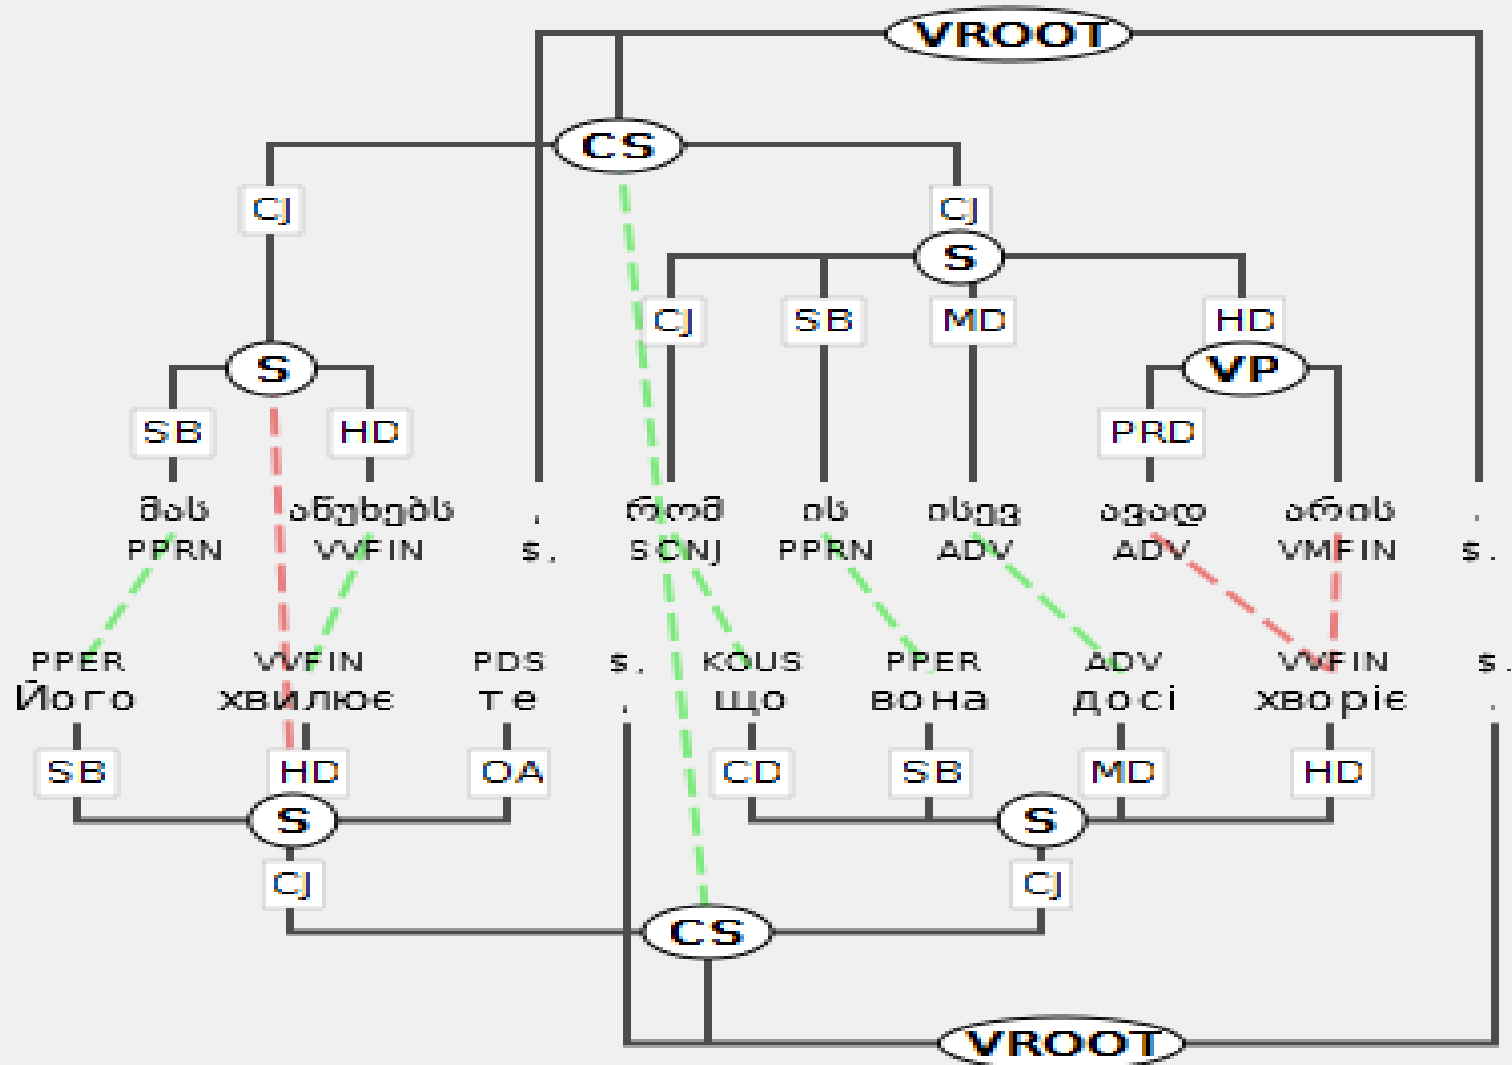 VROOT
CS
CJ CJ
S
CJ SB MD HD
S VP
SB HD PRD
მას აწუხებს , რომ ის ისევ ავად არის .
PPRN VVFIN $, SCNJ PPRN ADV ADV VMFIN $.
PPER VVFIN PDS $, KOUS PPER ADV VVFIN $.
Його хвилює те , що вона досі хворіє .
SB HD OA CD SB MD HD
S S
CJ CJ
CS
VROOT